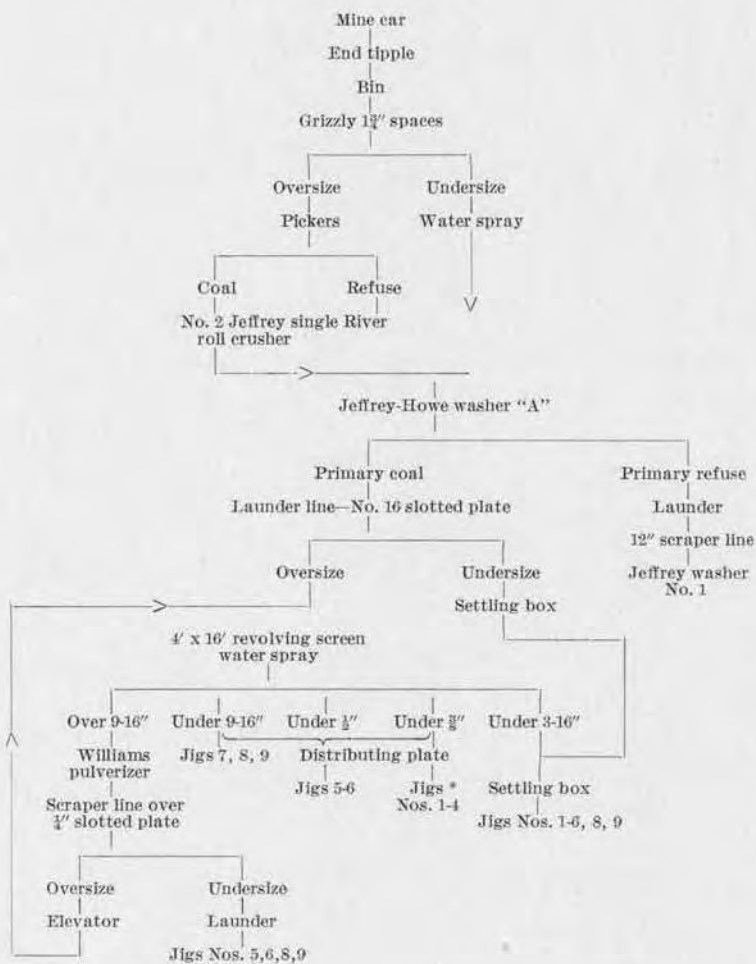 Mine car
End tipple
Bin
Grizzly 1¾″ spaces
Oversize Undersize
Pickers Water spray
Coal Refuse
No. 2 Jeffrey single River
roll crusher
Jeffrey-Howe washer “A”
Primary coal Primary refuse
Launder line—No. 16 slotted plate Launder
12″ scraper line
Oversize Undersize Jeffrey washer
No. 1
Settling box
4′ x 16′ revolving screen
water spray
Over 9-16″ Under 9-16″ Under ½″ Under ⅜″ Under 3-16″
Williams Jigs 7, 8, 9 Distributing plate
pulverizer Jigs 5-6 Jigs * Settling box
Nos. 1-4
Scraper line over Jigs Nos. 1-6, 8, 9
¼″ slotted plate
Oversize Undersize
Elevator Launder
Jigs Nos. 5,6,8,9